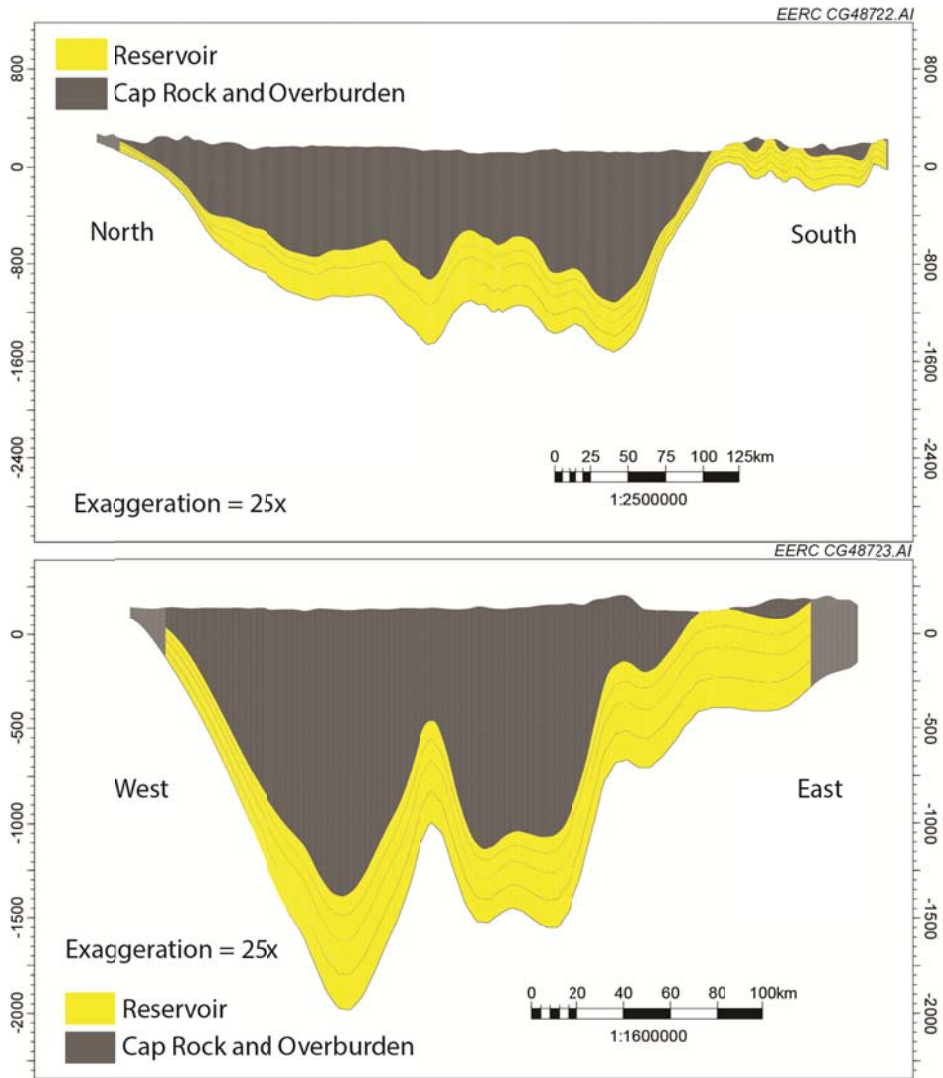 EERC CG48722.AI
Reservoir
Cap Rock and Overburden
800
0
-800
-1600
-2400
800
0
-800
-1600
-2400
North
South
0 25 50 75 100 125km
1:2500000
Exaggeration = 25x
EERC CG48723.AI
0
-500
-1000
-1500
-2000
0
-500
-1000
-1500
-2000
West
East
Exaggeration = 25x
0 20 40 60 80 100km
1:1600000
Reservoir
Cap Rock and Overburden